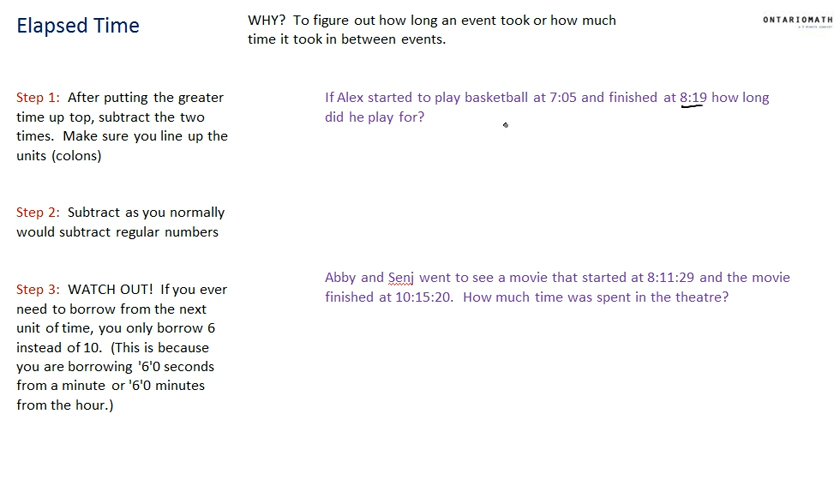 Elapsed Time
WHY? To figure out how long an event took or how much
time it took in between events.
ONTARIOMATH
Step 1: After putting the greater
time up top, subtract the two
times. Make sure you line up the
units (colons)
If Alex started to play basketball at 7:05 and finished at 8:19 how long
did he play for?
Step 2: Subtract as you normally
would subtract regular numbers
Abby and Senj went to see a movie that started at 8:11:29 and the movie
finished at 10:15:20. How much time was spent in the theatre?
Step 3: WATCH OUT! If you ever
need to borrow from the next
unit of time, you only borrow 6
instead of 10. (This is because
you are borrowing '6'0 seconds
from a minute or '6'0 minutes
from the hour.)